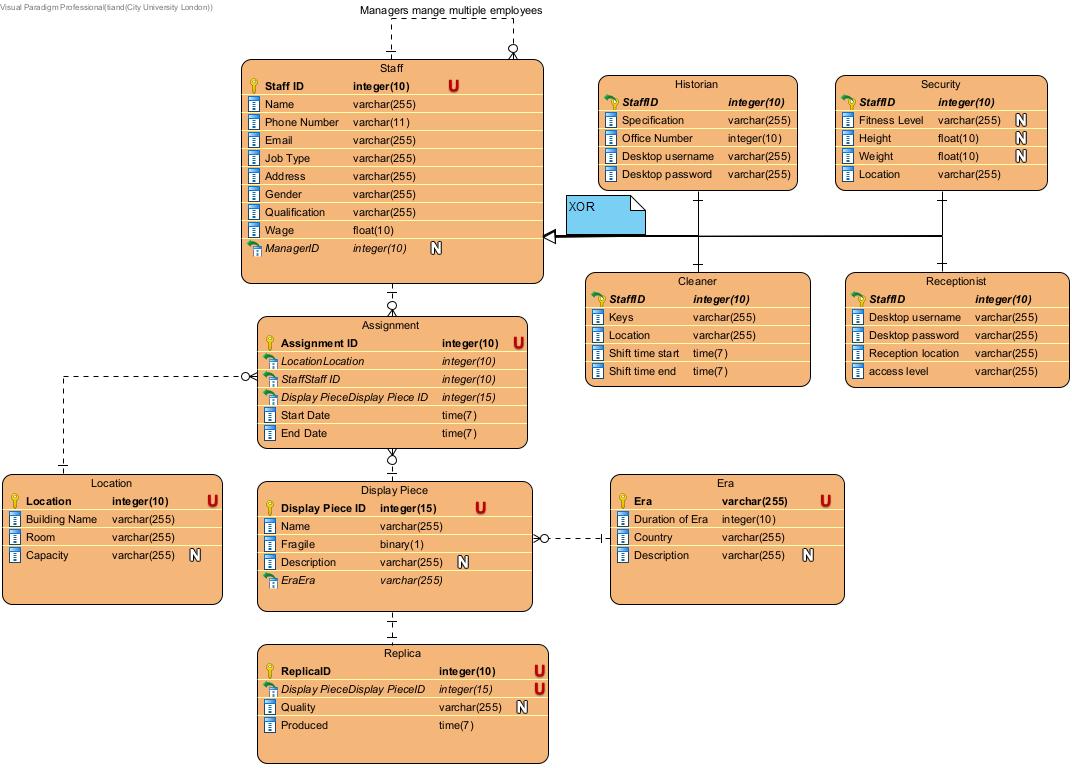 Visual Paradigm Professional(tiand(City University London))
Managers mange multiple employees
Staff
Staff ID integer(10) U
Name varchar(255)
Phone Number varchar(11)
Email varchar(255)
Job Type varchar(255)
Address varchar(255)
Gender varchar(255)
Qualification varchar(255)
Wage float(10)
ManagerID integer(10) N
Historian
StaffID integer(10)
Specification varchar(255)
Office Number integer(10)
Desktop username varchar(255)
Desktop password varchar(255)
Security
StaffID integer(10)
Fitness Level varchar(255) N
Height float(10) N
Weight float(10) N
Location varchar(255)
XOR
Cleaner
StaffID integer(10)
Keys varchar(255)
Location varchar(255)
Shift time start time(7)
Shift time end time(7)
Receptionist
StaffID integer(10)
Desktop username varchar(255)
Desktop password varchar(255)
Reception location varchar(255)
access level varchar(255)
Assignment
Assignment ID integer(10) U
LocationLocation integer(10)
StaffStaff ID integer(10)
Display PieceDisplay Piece ID integer(15)
Start Date time(7)
End Date time(7)
Location
Location integer(10) U
Building Name varchar(255)
Room varchar(255)
Capacity varchar(255) N
Display Piece
Display Piece ID integer(15) U
Name varchar(255)
Fragile binary(1)
Description varchar(255) N
EraEra varchar(255)
Era
Era varchar(255) U
Duration of Era integer(10)
Country varchar(255)
Description varchar(255) N
Replica
ReplicaID integer(10) U
Display PieceDisplay PieceID integer(15) U
Quality varchar(255) N
Produced time(7)